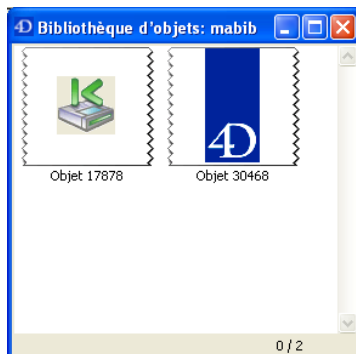 4D Bibliothèque d'objets: mabib
4D
Objet 17878
Objet 30468
0 / 2